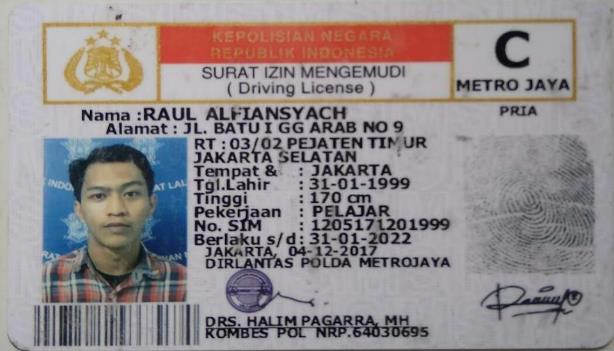 KEPOLISIAN NEGARA
REPUBLIK INDONESIA
SURAT IZIN MENGEMUDI
( Driving License )
C
METRO JAYA
PRIA
Nama :RAUL ALFIANSYACH
Alamat : JL. BATU I GG ARAB NO 9
RT : 03/02 PEJATEN TIMUR
JAKARTA SELATAN
Tempat & : JAKARTA
Tgl.Lahir : 31-01-1999
Tinggi : 170 cm
Pekerjaan : PELAJAR
No. SIM : 1205171201999
Berlaku s/d : 31-01-2022
JAKARTA, 04-12-2017
DIRLANTAS POLDA METROJAYA
DRS. HALIM PAGARRA, MH
KOMBES POL NRP.64030695